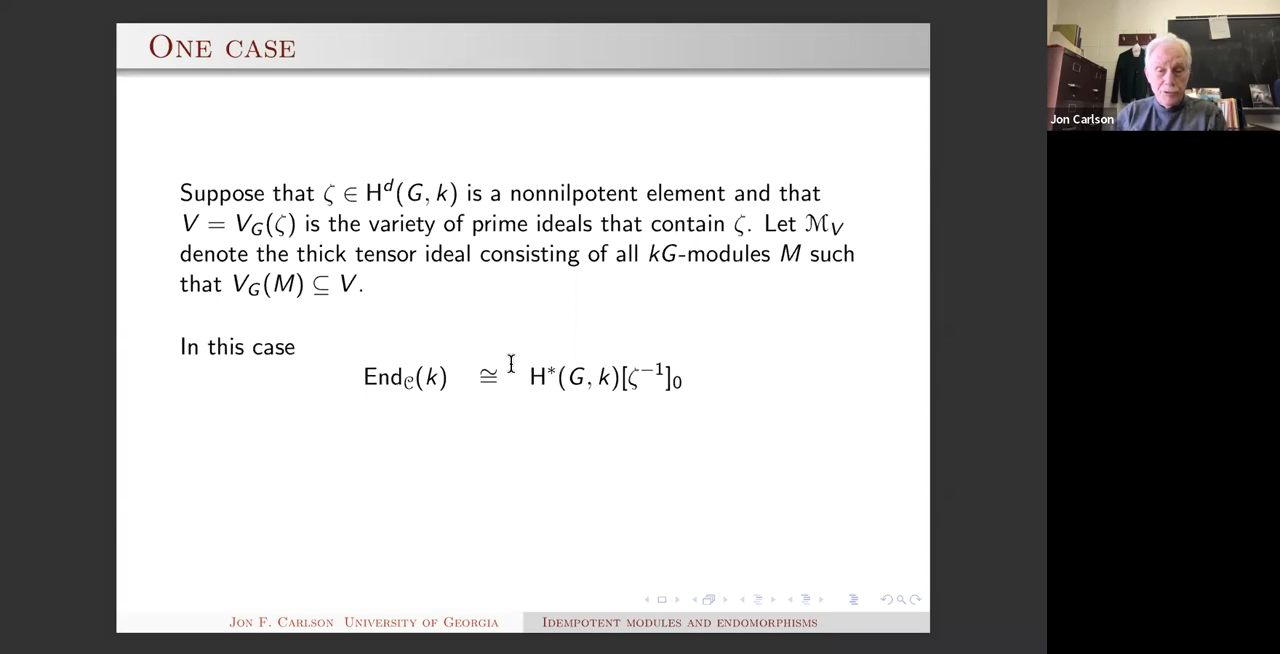 ONE CASE
Suppose that ζ ∈ H^d(G, k) is a nonnilpotent element and that
V = V_G(ζ) is the variety of prime ideals that contain ζ. Let ℳ_V
denote the thick tensor ideal consisting of all kG-modules M such
that V_G(M) ⊆ V.
In this case
End_𝒞(k) ≅ H*(G, k)[ζ⁻¹]₀
JON F. CARLSON UNIVERSITY OF GEORGIA
IDEMPOTENT MODULES AND ENDOMORPHISMS
Jon Carlson